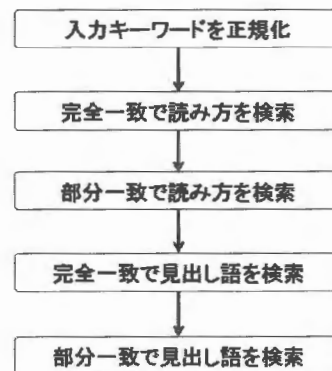 入力キーワードを正規化
完全一致で読み方を検索
部分一致で読み方を検索
完全一致で見出し語を検索
部分一致で見出し語を検索